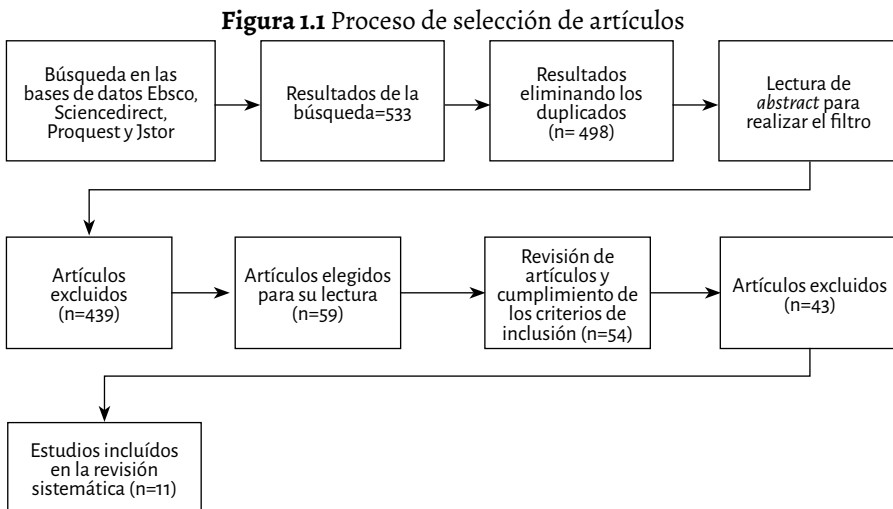 Figura 1.1 Proceso de selección de artículos
Búsqueda en las
bases de datos Ebsco,
Sciencedirect,
Proquest y Jstor
Resultados de la
búsqueda=533
Resultados
eliminando los
duplicados
(n= 498)
Lectura de
abstract para
realizar el filtro
Artículos
excluidos
(n=439)
Artículos elegidos
para su lectura
(n=59)
Revisión de
artículos y
cumplimiento de
los criterios de
inclusión (n=54)
Artículos excluidos
(n=43)
Estudios incluídos
en la revisión
sistemática (n=11)